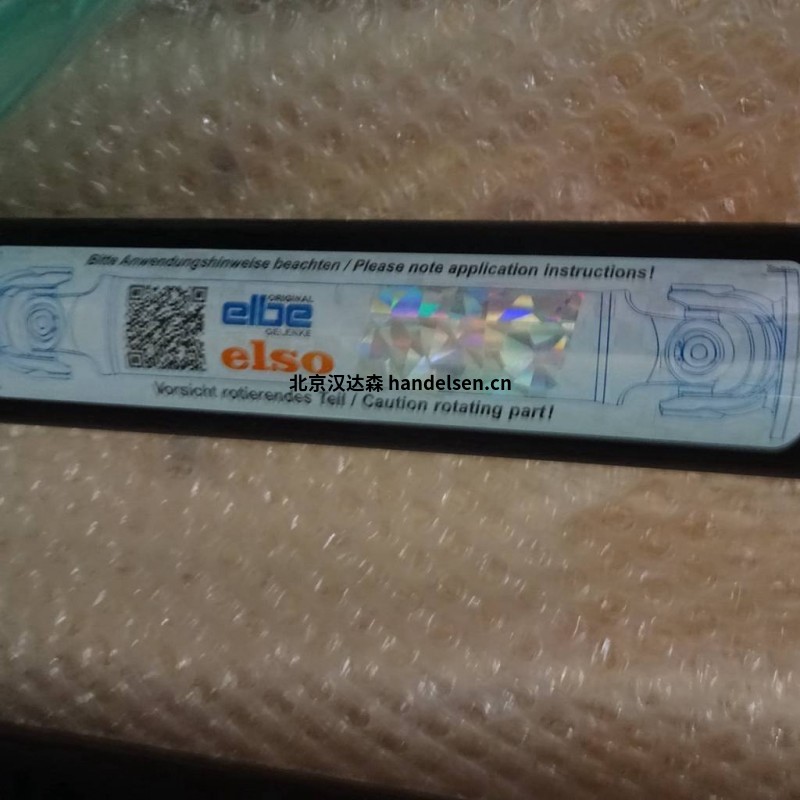 Bitte Anwendungshinweise beachten / Please note application instructions!
ORIGINAL
elbe
GELENKE
elso
北京汉达森 handelsen.cn
Vorsicht rotierendes Teil / Caution rotating part!